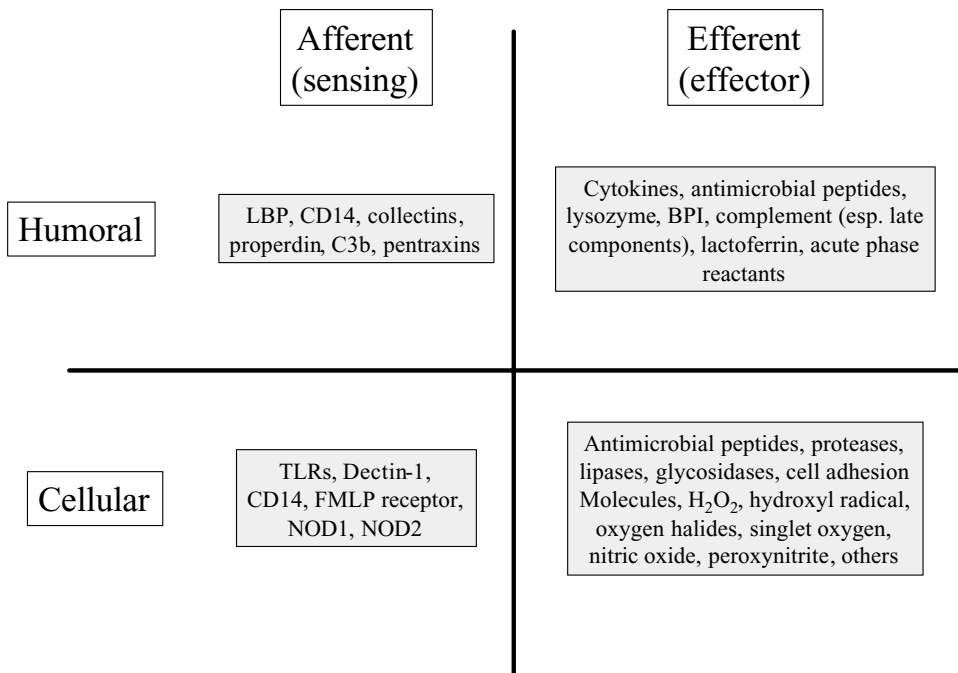 Afferent
(sensing)
Efferent
(effector)
Humoral
LBP, CD14, collectins,
properdin, C3b, pentraxins
Cytokines, antimicrobial peptides,
lysozyme, BPI, complement (esp. late
components), lactoferrin, acute phase
reactants
Cellular
TLRs, Dectin-1,
CD14, FMLP receptor,
NOD1, NOD2
Antimicrobial peptides, proteases,
lipases, glycosidases, cell adhesion
Molecules, H₂O₂, hydroxyl radical,
oxygen halides, singlet oxygen,
nitric oxide, peroxynitrite, others